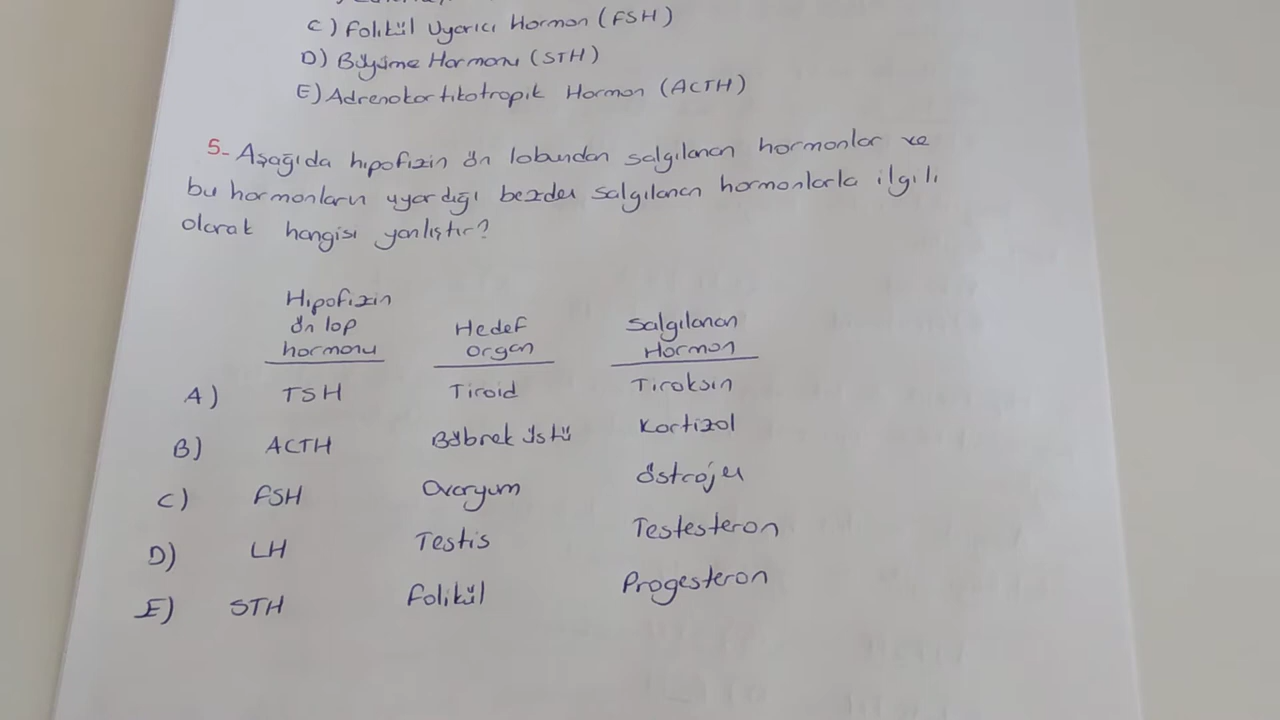 C) Folikül Uyarıcı Hormon (FSH)
D) Büyüme Hormonu (STH)
E) Adrenokortikotropik Hormon (ACTH)
5- Aşağıda hipofizin ön lobundan salgılanan hormonlar ve
bu hormonların uyardığı bezden salgılanan hormonlarla ilgili
olarak hangisi yanlıştır?
Hipofizin
ön lop
hormonu
Hedef
organ
Salgılanan
Hormon
A) TSH Tiroid Tiroksin
B) ACTH Böbrek üstü Kortizol
C) FSH Ovaryum Östrojen
D) LH Testis Testesteron
E) STH Folikül Progesteron